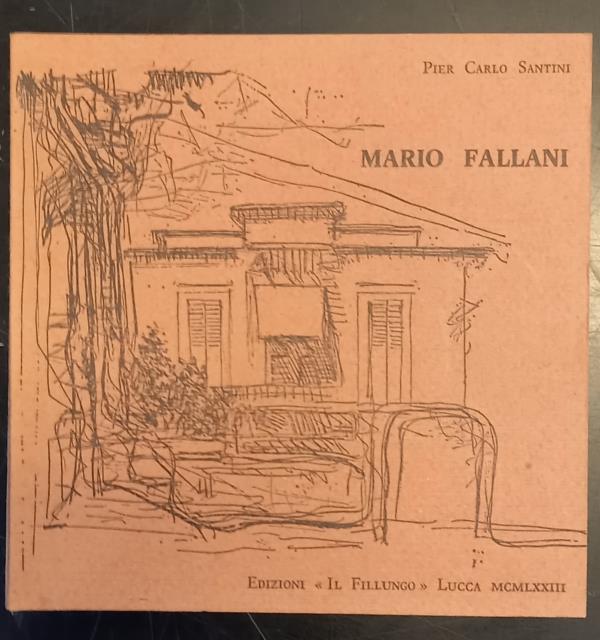 Pier Carlo Santini
MARIO FALLANI
Edizioni « Il Fillungo » Lucca MCMLXXIII